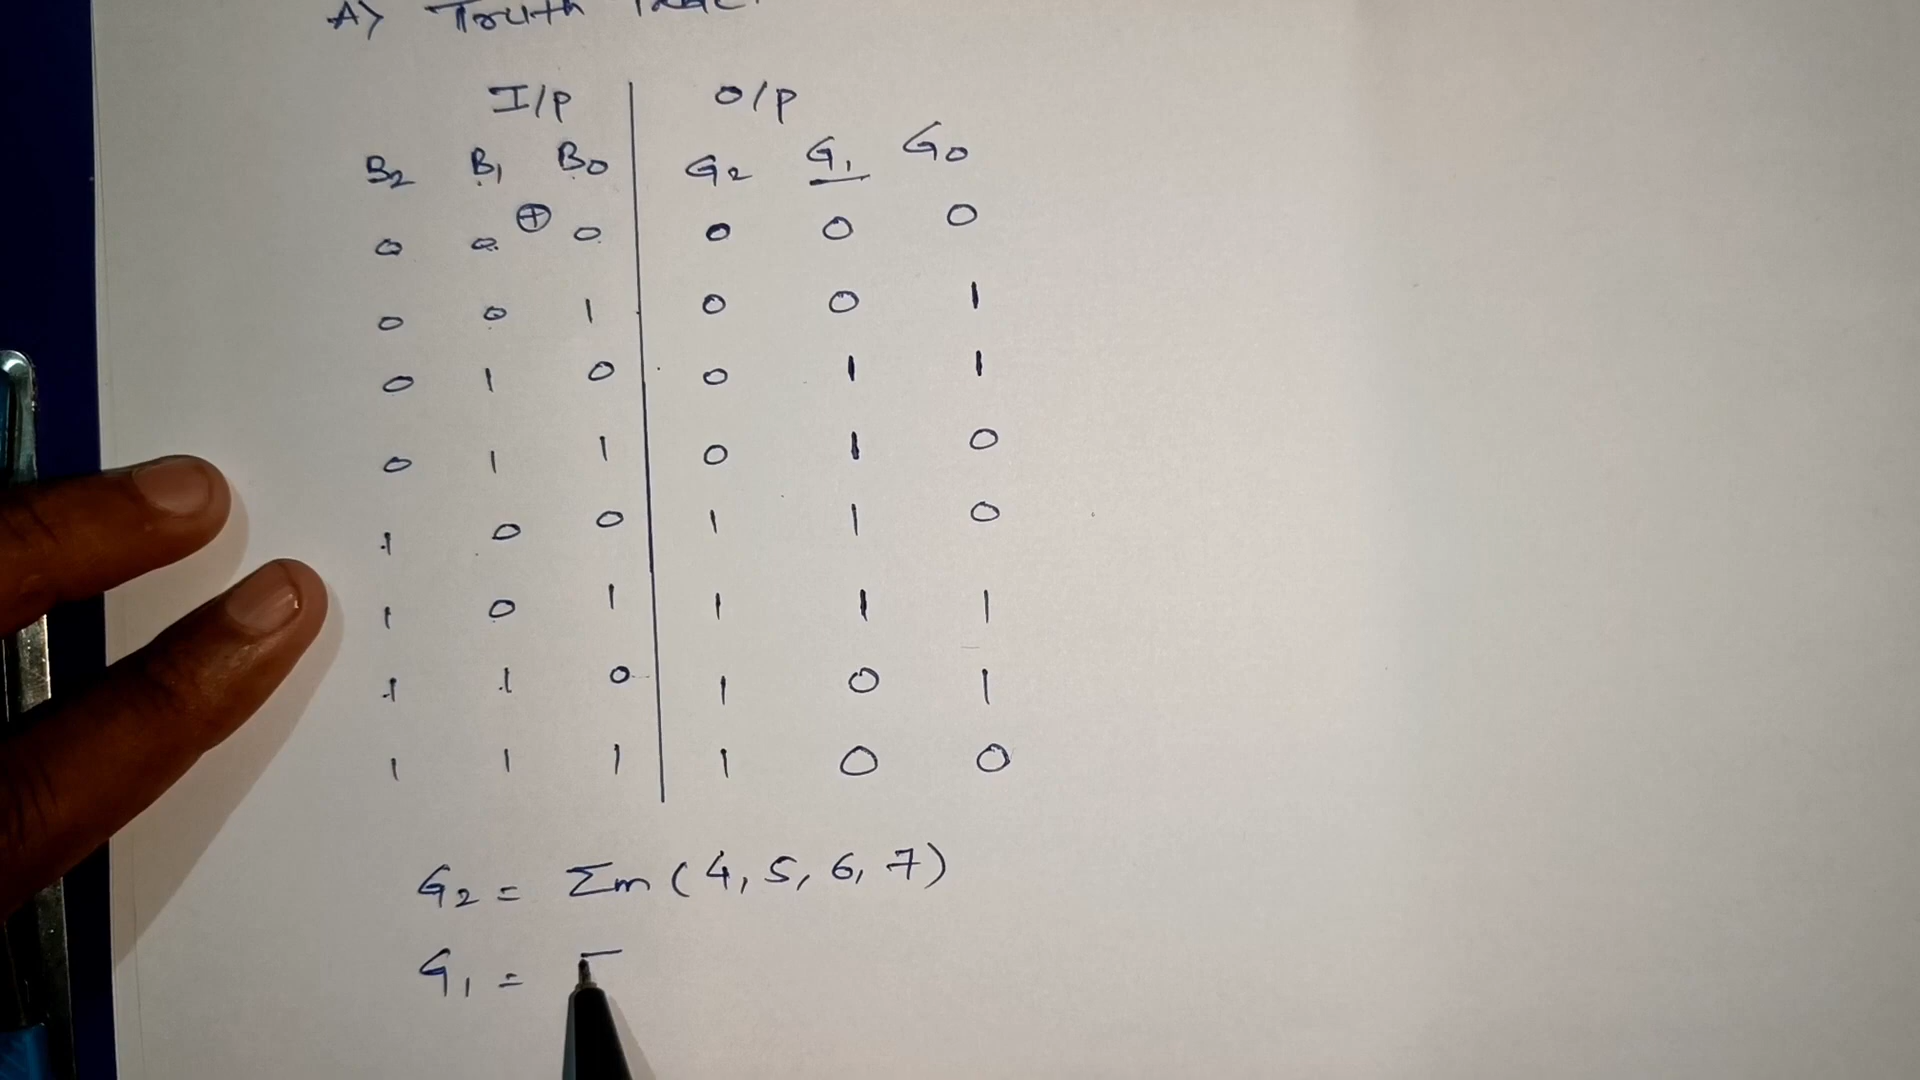 A) Truth Table.
I/p O/p
B2 B1 B0 G2 G1 G0
0 0 ⊕ 0 0 0 0
0 0 1 0 0 1
0 1 0 0 1 1
0 1 1 0 1 0
1 0 0 1 1 0
1 0 1 1 1 1
1 1 0 1 0 1
1 1 1 1 0 0
G2 = Σm (4, 5, 6, 7)
G1 =